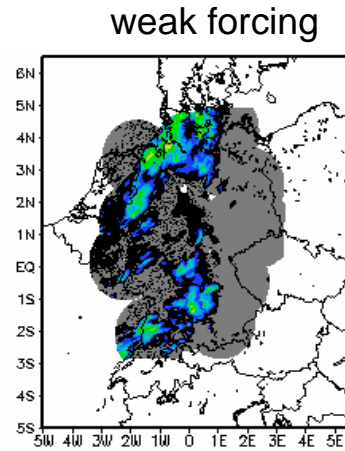 weak forcing
6N
5N
4N
3N
2N
1N
EQ
1S
2S
3S
4S
5S
5W 4W 3W 2W 1W 0 1E 2E 3E 4E 5E